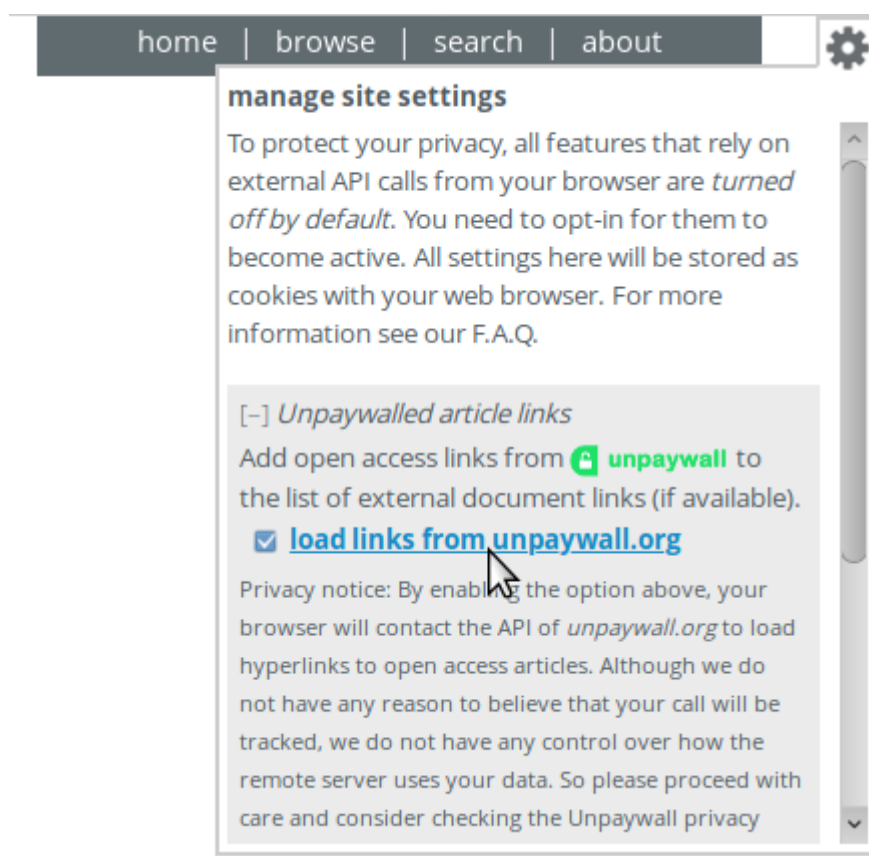 home | browse | search | about
manage site settings
To protect your privacy, all features that rely on
external API calls from your browser are turned
off by default. You need to opt-in for them to
become active. All settings here will be stored as
cookies with your web browser. For more
information see our F.A.Q.
[–] Unpaywalled article links
Add open access links from unpaywall to
the list of external document links (if available).
load links from unpaywall.org
Privacy notice: By enabling the option above, your
browser will contact the API of unpaywall.org to load
hyperlinks to open access articles. Although we do
not have any reason to believe that your call will be
tracked, we do not have any control over how the
remote server uses your data. So please proceed with
care and consider checking the Unpaywall privacy